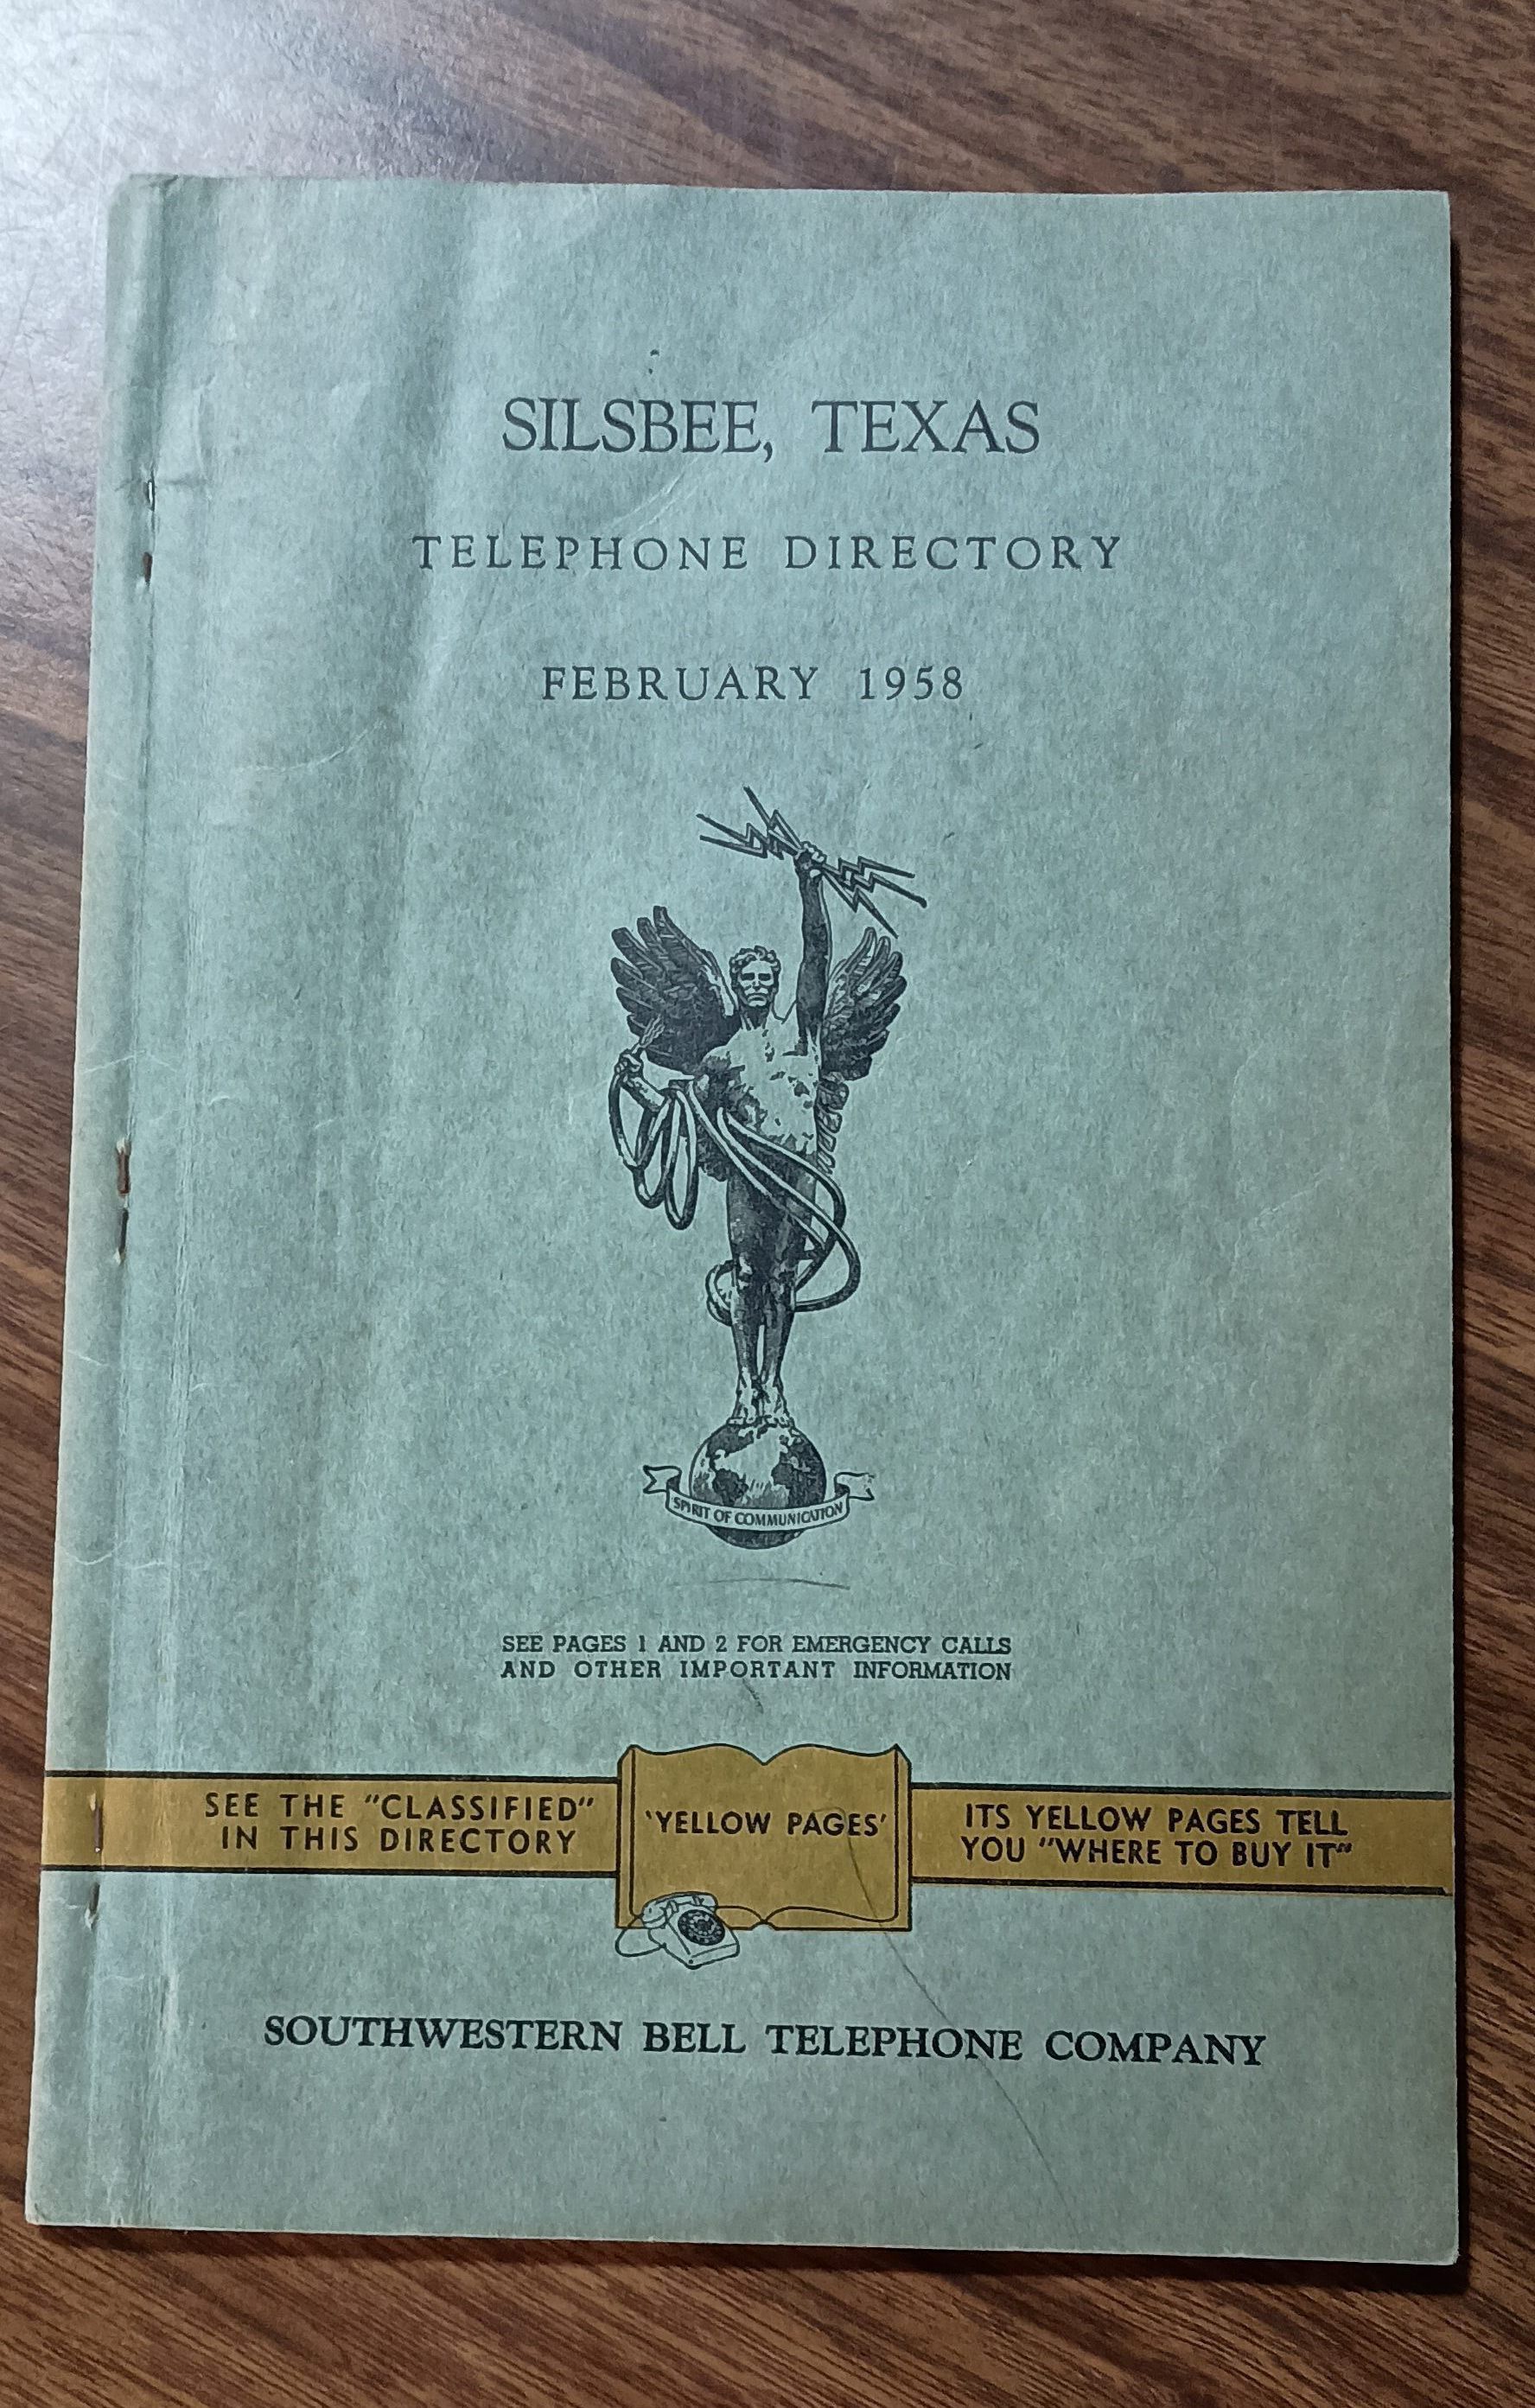 SILSBEE, TEXAS
TELEPHONE DIRECTORY
FEBRUARY 1958
SPIRIT OF COMMUNICATION
SEE PAGES 1 AND 2 FOR EMERGENCY CALLS
AND OTHER IMPORTANT INFORMATION
SEE THE "CLASSIFIED"
IN THIS DIRECTORY
'YELLOW PAGES'
ITS YELLOW PAGES TELL
YOU "WHERE TO BUY IT"
SOUTHWESTERN BELL TELEPHONE COMPANY